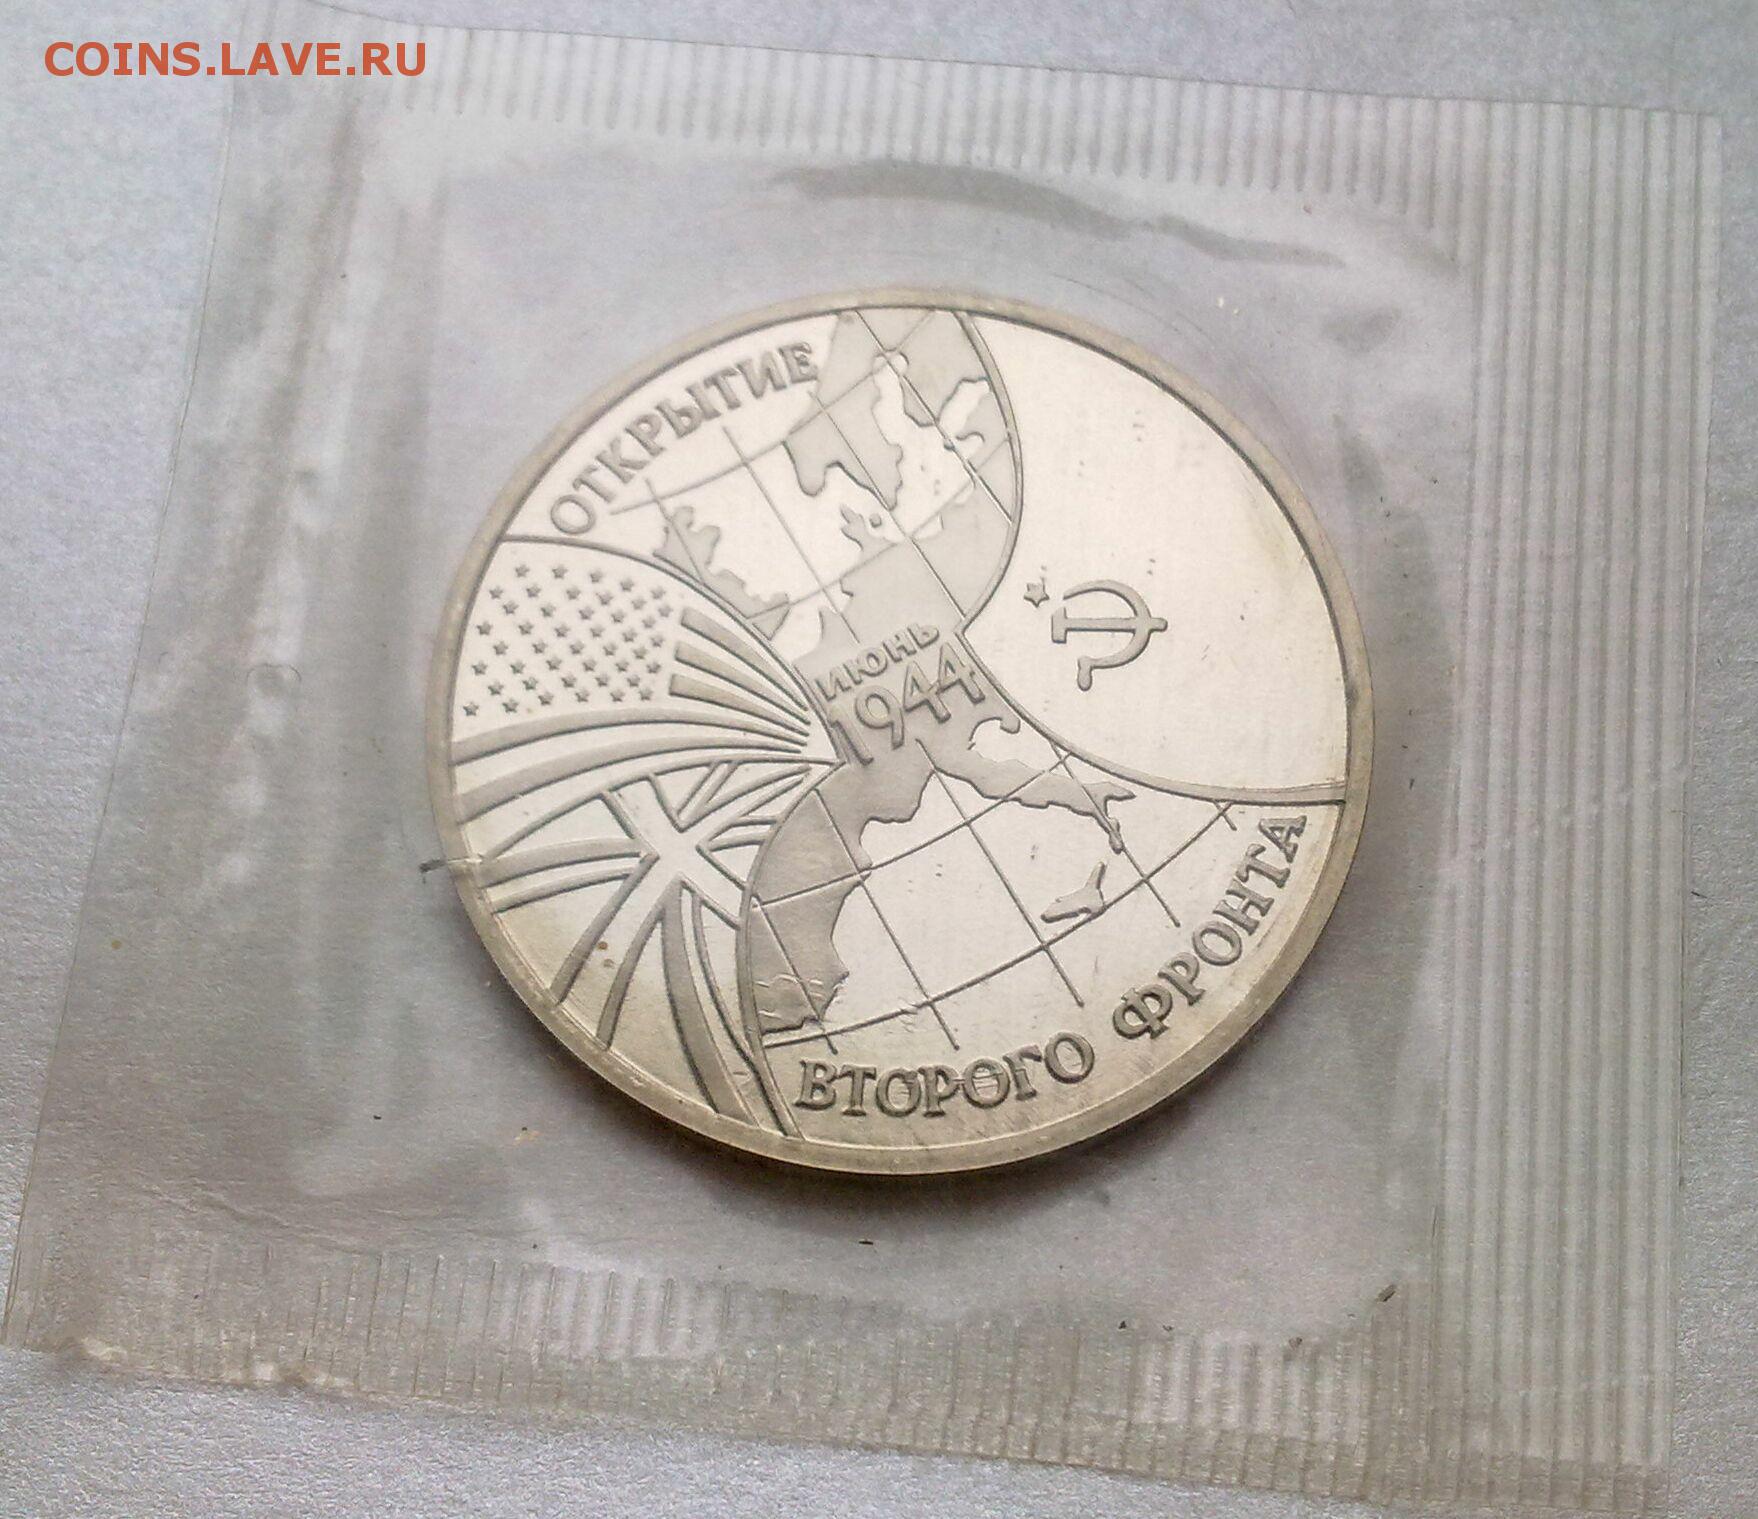 COINS.LAVE.RU
ОТКРЫТИЕ
ИЮНЬ
1944
ВТОРОГО ФРОНТА